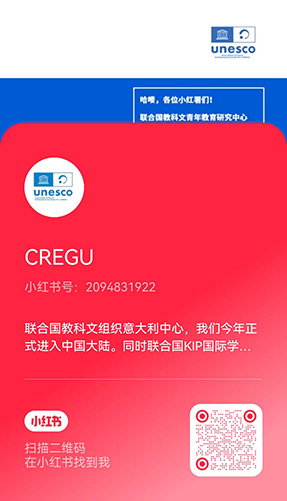 unesco
哈喽，各位小红薯们！
联合国教科文青年教育研究中心
unesco
CREGU
小红书号：2094831922
联合国教科文组织意大利中心，我们今年正
式进入中国大陆。同时联合国KIP国际学...
小红书
扫描二维码
在小红书找到我